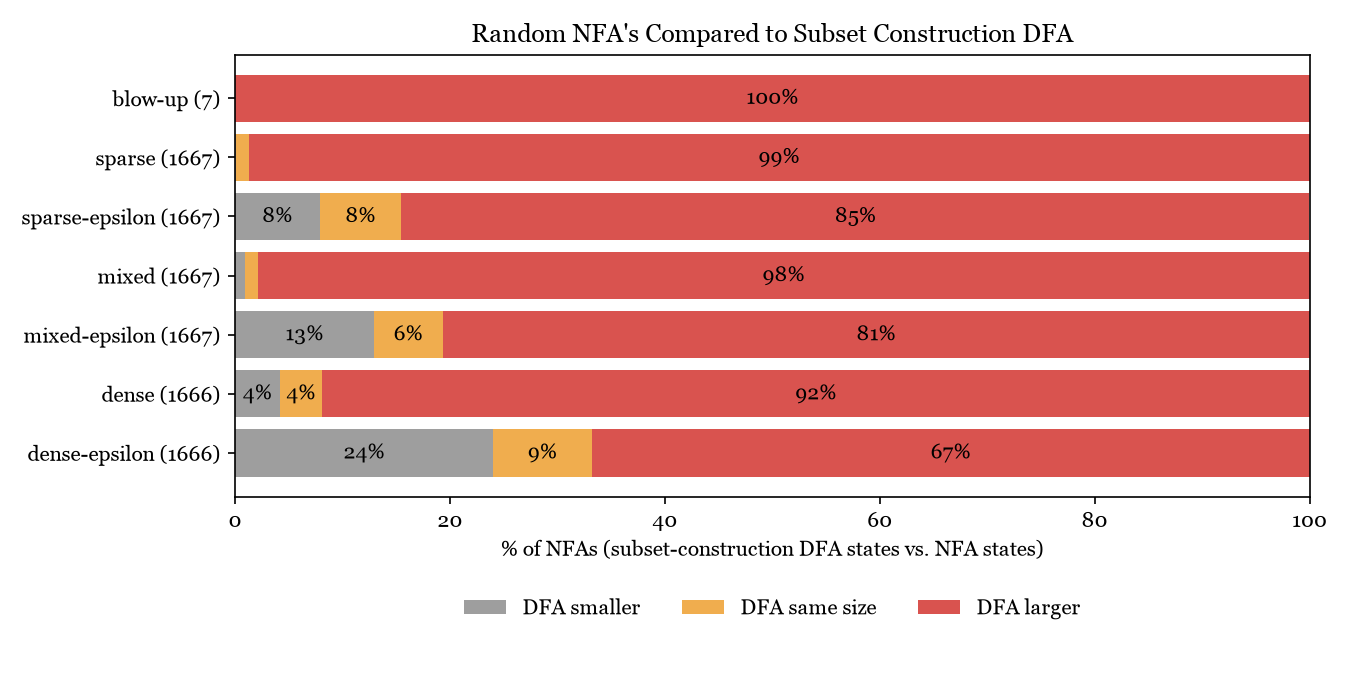 Random NFA's Compared to Subset Construction DFA
blow-up (7)
100%
sparse (1667)
99%
sparse-epsilon (1667)
8% 8% 85%
mixed (1667)
98%
mixed-epsilon (1667)
13% 6% 81%
dense (1666)
4% 4% 92%
dense-epsilon (1666)
24% 9% 67%
0 20 40 60 80 100
% of NFAs (subset-construction DFA states vs. NFA states)
DFA smaller DFA same size DFA larger